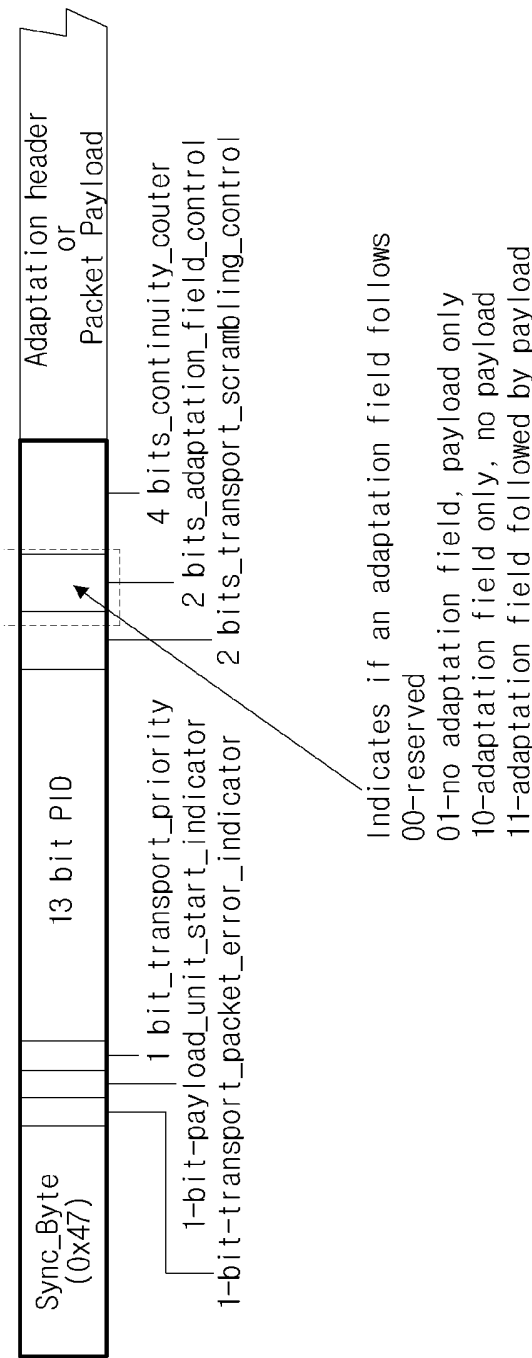 Sync_Byte
(0x47)
13 bit PID
Adaptation header
or
Packet Payload
1 bit_transport_priority
1-bit-payload_unit_start_indicator
1-bit-transport_packet_error_indicator
4 bits_continuity_couter
2 bits_adaptation_field_control
2 bits_transport_scrambling_control
Indicates if an adaptation field follows
00-reserved
01-no adaptation field, payload only
10-adaptation field only, no payload
11-adaptation field followed by payload